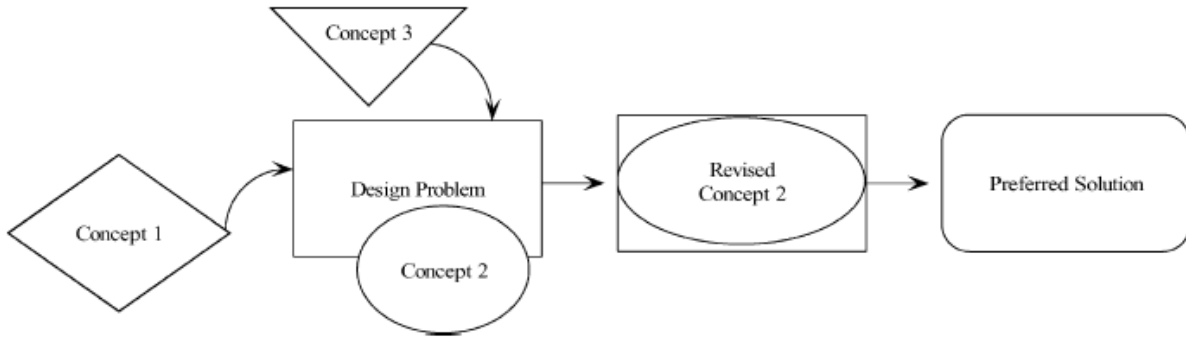 Concept 3
Concept 1
Design Problem
Concept 2
Revised
Concept 2
Preferred Solution